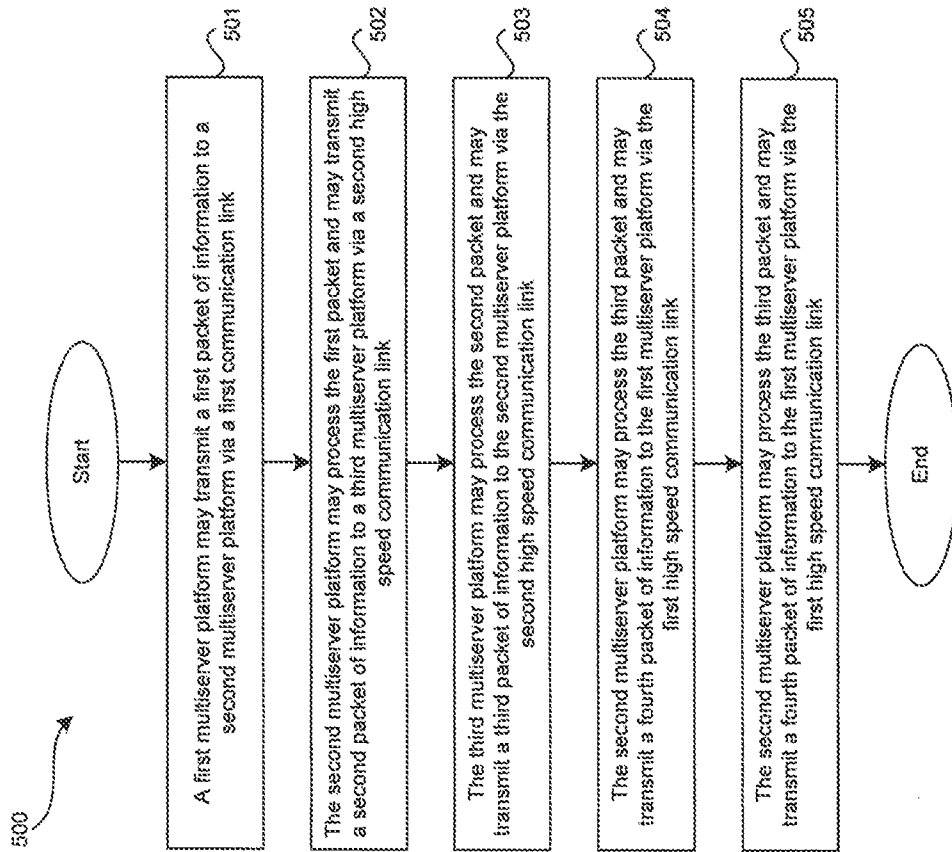 500
Start
A first multiserver platform may transmit a first packet of information to a
second multiserver platform via a first communication link
501
The second multiserver platform may process the first packet and may transmit
a second packet of information to a third multiserver platform via a second high
speed communication link
502
The third multiserver platform may process the second packet and may
transmit a third packet of information to the second multiserver platform via the
second high speed communication link
503
The second multiserver platform may process the third packet and may
transmit a fourth packet of information to the first multiserver platform via the
first high speed communication link
504
The second multiserver platform may process the third packet and may
transmit a fourth packet of information to the first multiserver platform via the
first high speed communication link
505
End